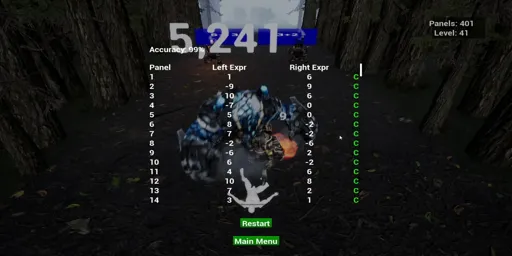 Panels: 401
Level: 41
5,241
Accuracy: 99%
Panel Left Expr Right Expr
1 1 6 C
2 -9 9 C
3 10 6 C
4 -7 0 C
5 5 0 C
6 8 -2 C
7 7 -2 C
8 -2 -6 C
9 -6 2 C
10 6 -2 C
11 4 6 C
12 10 8 C
13 7 2 C
14 3 1 C
Restart
Main Menu